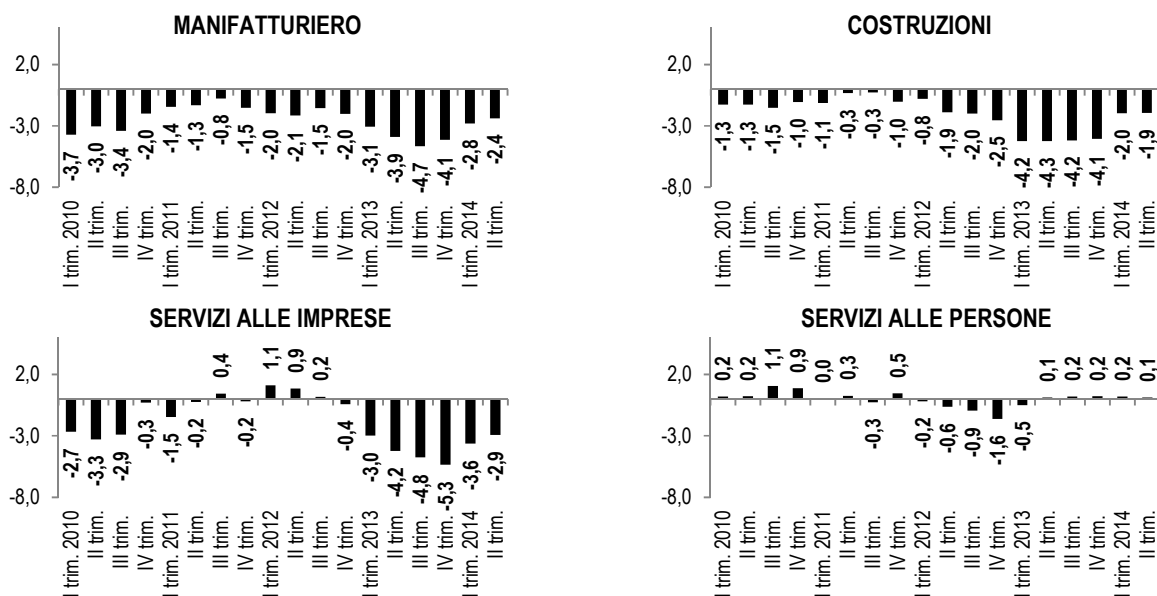 MANIFATTURIERO
2,0
-3,0
-8,0
-3,7
-3,0
-3,4
-2,0
-1,4
-1,3
-0,8
-1,5
-2,0
-2,1
-1,5
-2,0
-3,1
-3,9
-4,7
-4,1
-2,8
-2,4
I trim. 2010
II trim.
III trim.
IV trim.
I trim. 2011
II trim.
III trim.
IV trim.
I trim. 2012
II trim.
III trim.
IV trim.
I trim. 2013
II trim.
III trim.
IV trim.
I trim. 2014
II trim.
COSTRUZIONI
2,0
-3,0
-8,0
-1,3
-1,3
-1,5
-1,0
-1,1
-0,3
-0,3
-1,0
-0,8
-1,9
-2,0
-2,5
-4,2
-4,3
-4,2
-4,1
-2,0
-1,9
I trim. 2010
II trim.
III trim.
IV trim.
I trim. 2011
II trim.
III trim.
IV trim.
I trim. 2012
II trim.
III trim.
IV trim.
I trim. 2013
II trim.
III trim.
IV trim.
I trim. 2014
II trim.
SERVIZI ALLE IMPRESE
2,0
-3,0
-8,0
-2,7
-3,3
-2,9
-0,3
-1,5
-0,2
0,4
-0,2
1,1
0,9
0,2
-0,4
-3,0
-4,2
-4,8
-5,3
-3,6
-2,9
I trim. 2010
II trim.
III trim.
IV trim.
I trim. 2011
II trim.
III trim.
IV trim.
I trim. 2012
II trim.
III trim.
IV trim.
I trim. 2013
II trim.
III trim.
IV trim.
I trim. 2014
II trim.
SERVIZI ALLE PERSONE
2,0
-3,0
-8,0
0,2
0,2
1,1
0,9
0,0
0,3
-0,3
0,5
-0,2
-0,6
-0,9
-1,6
-0,5
0,1
0,2
0,2
0,2
0,1
I trim. 2010
II trim.
III trim.
IV trim.
I trim. 2011
II trim.
III trim.
IV trim.
I trim. 2012
II trim.
III trim.
IV trim.
I trim. 2013
II trim.
III trim.
IV trim.
I trim. 2014
II trim.